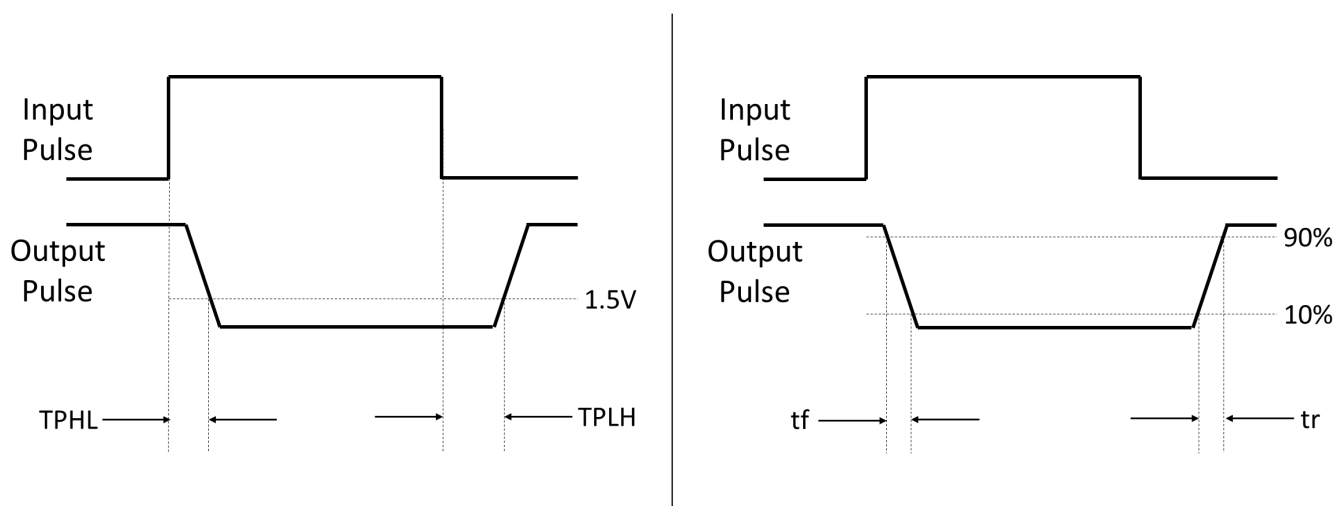 Input
Pulse
Output
Pulse
1.5V
TPHL
TPLH
Input
Pulse
Output
Pulse
90%
10%
tf
tr